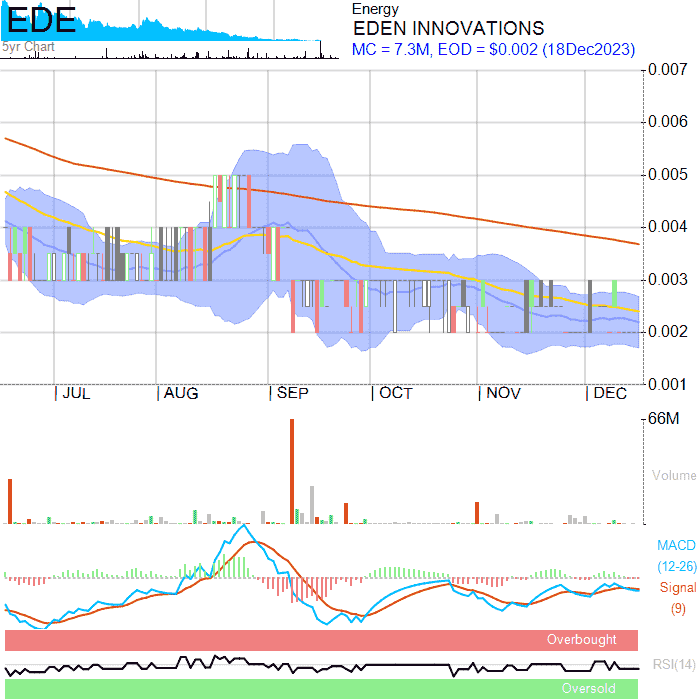 EDE
5yr Chart
Energy
EDEN INNOVATIONS
MC = 7.3M, EOD = $0.002 (18Dec2023)
0.007
0.006
0.005
0.004
0.003
0.002
0.001
JUL AUG SEP OCT NOV DEC
66M
Volume
MACD
(12-26)
Signal
(9)
Overbought
RSI(14)
Oversold